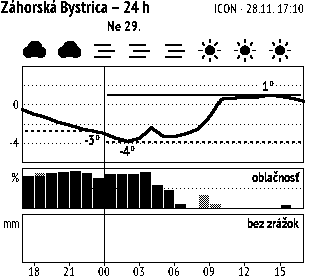 Záhorská Bystrica – 24 h ICON · 28.11. 17:10
Ne 29.
1°
0
-3°
-4°
-4
% oblačnosť
mm bez zrážok
18 21 00 03 06 09 12 15